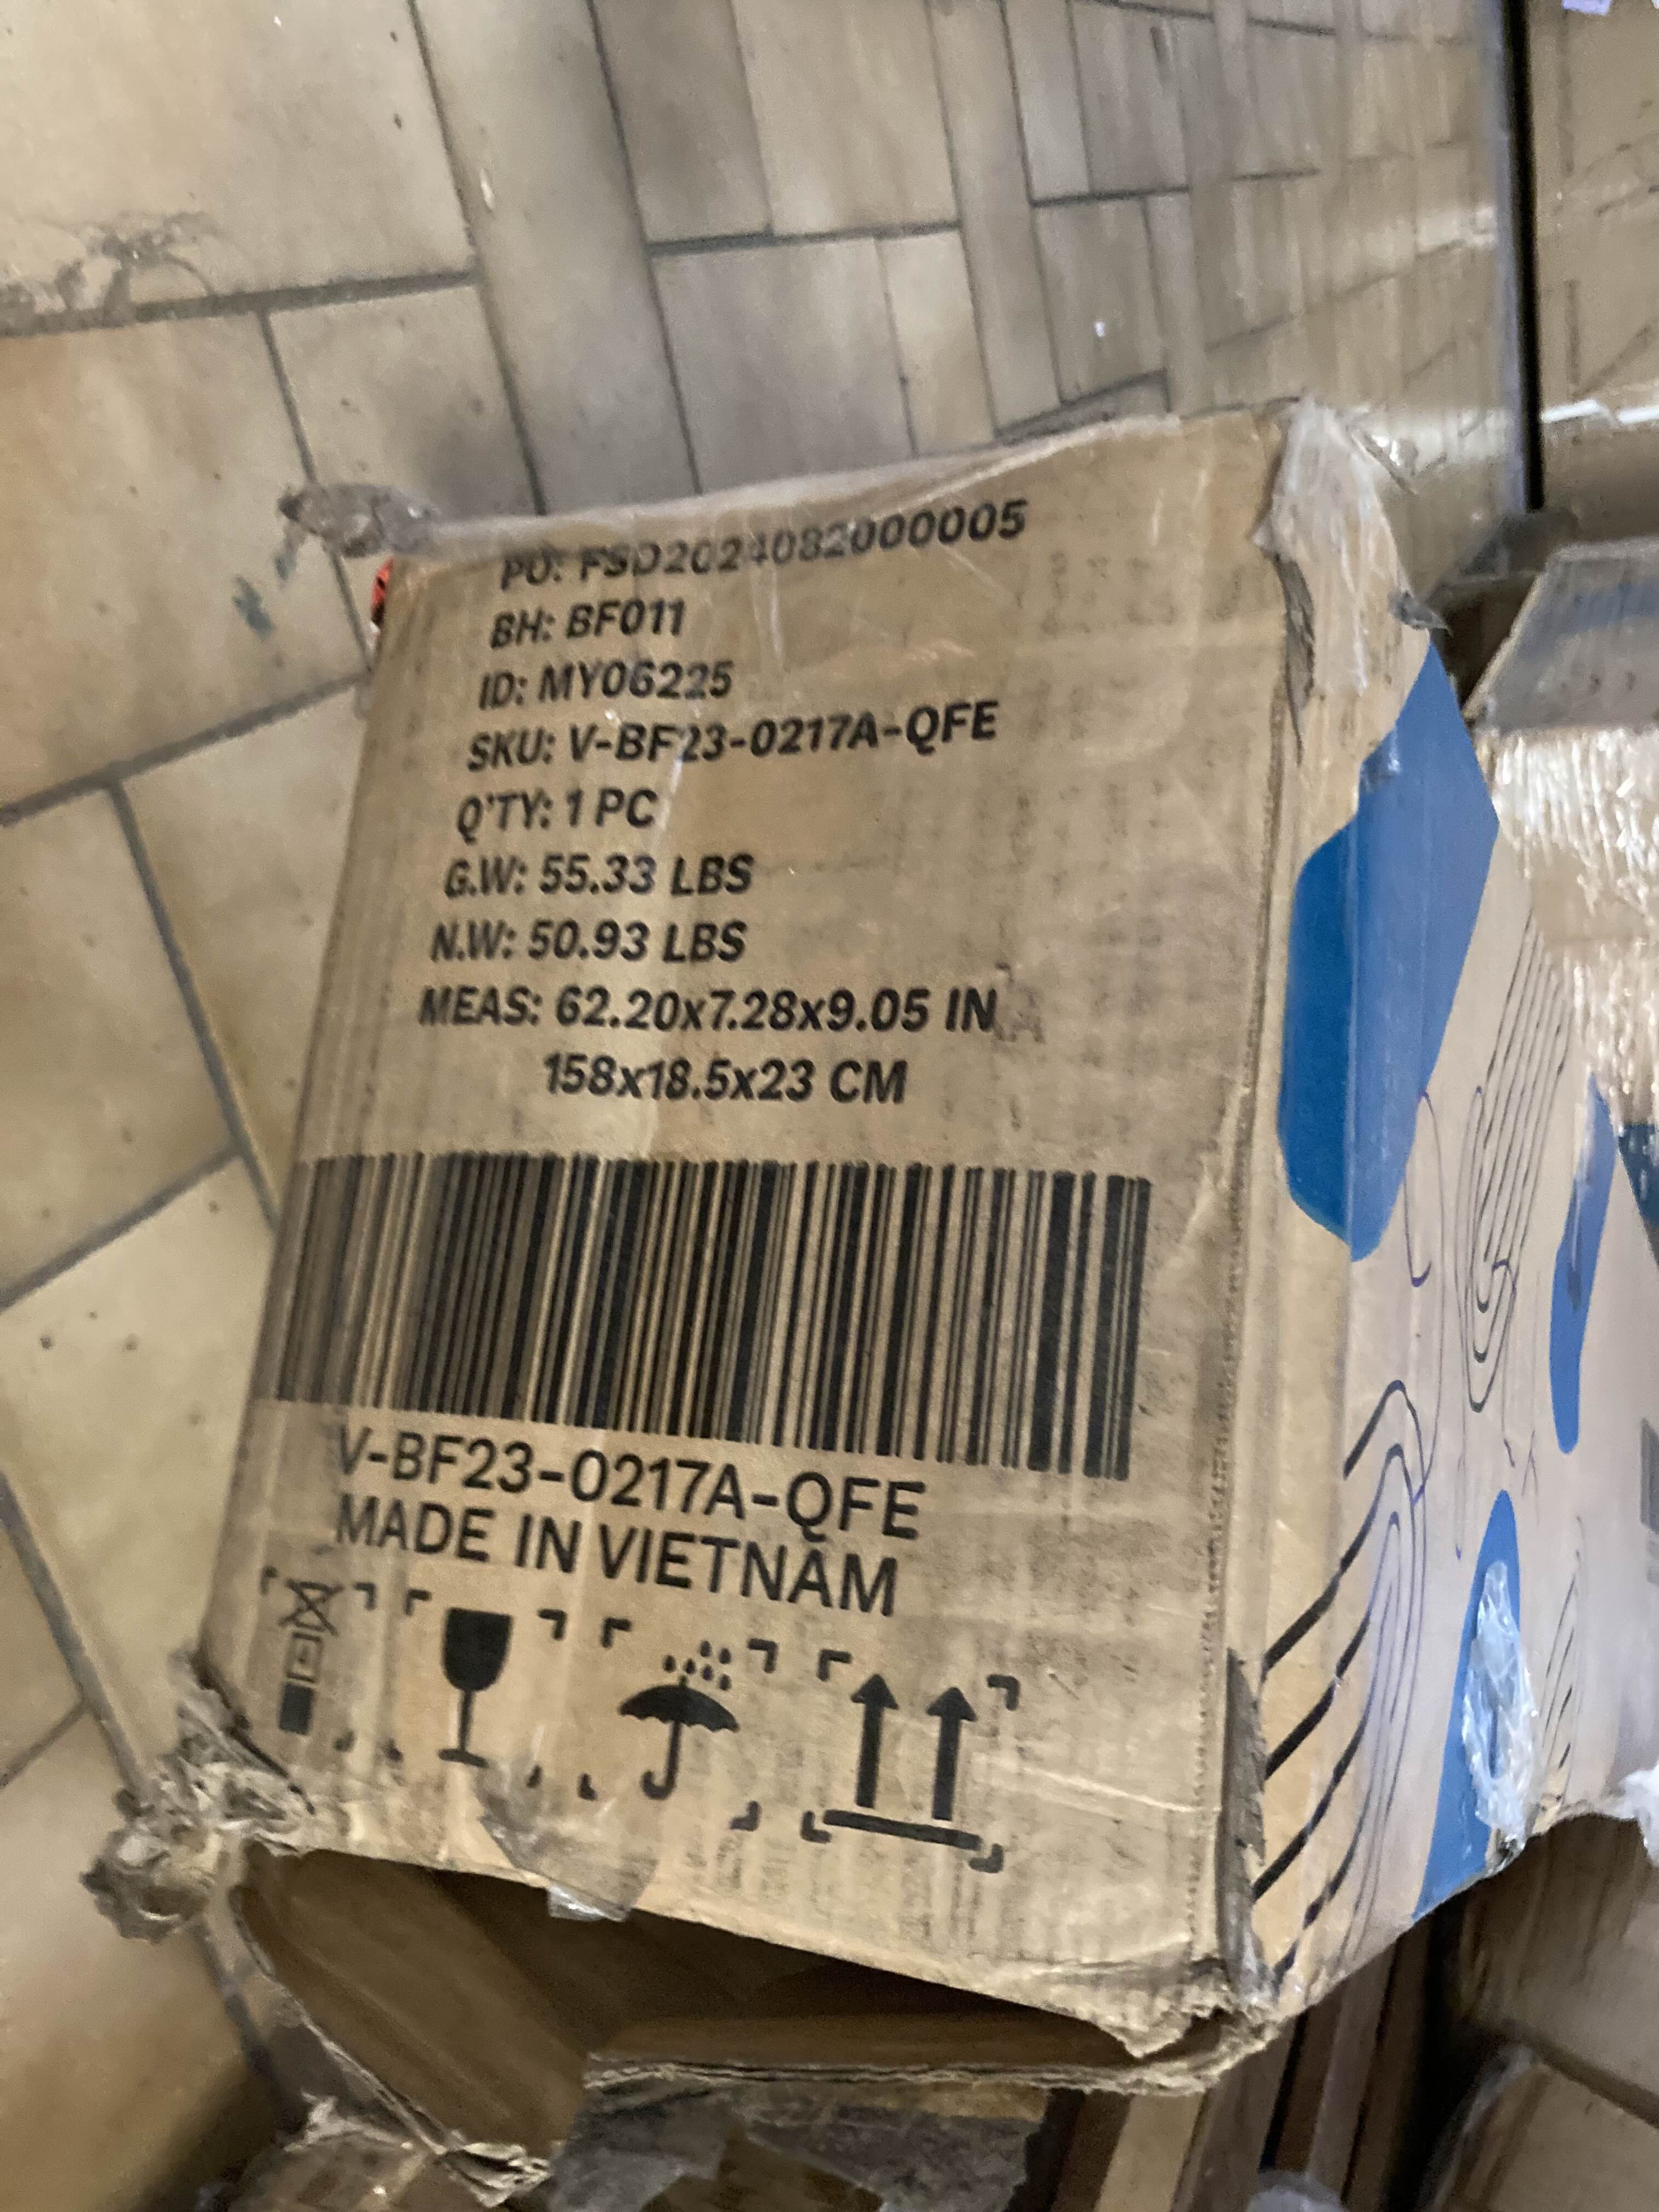 PO: FSD2024082000005
BH: BF011
ID: MY06225
SKU: V-BF23-0217A-QFE
Q'TY: 1 PC
G.W: 55.33 LBS
N.W: 50.93 LBS
MEAS: 62.20x7.28x9.05 IN
158x18.5x23 CM
V-BF23-0217A-QFE
MADE IN VIETNAM